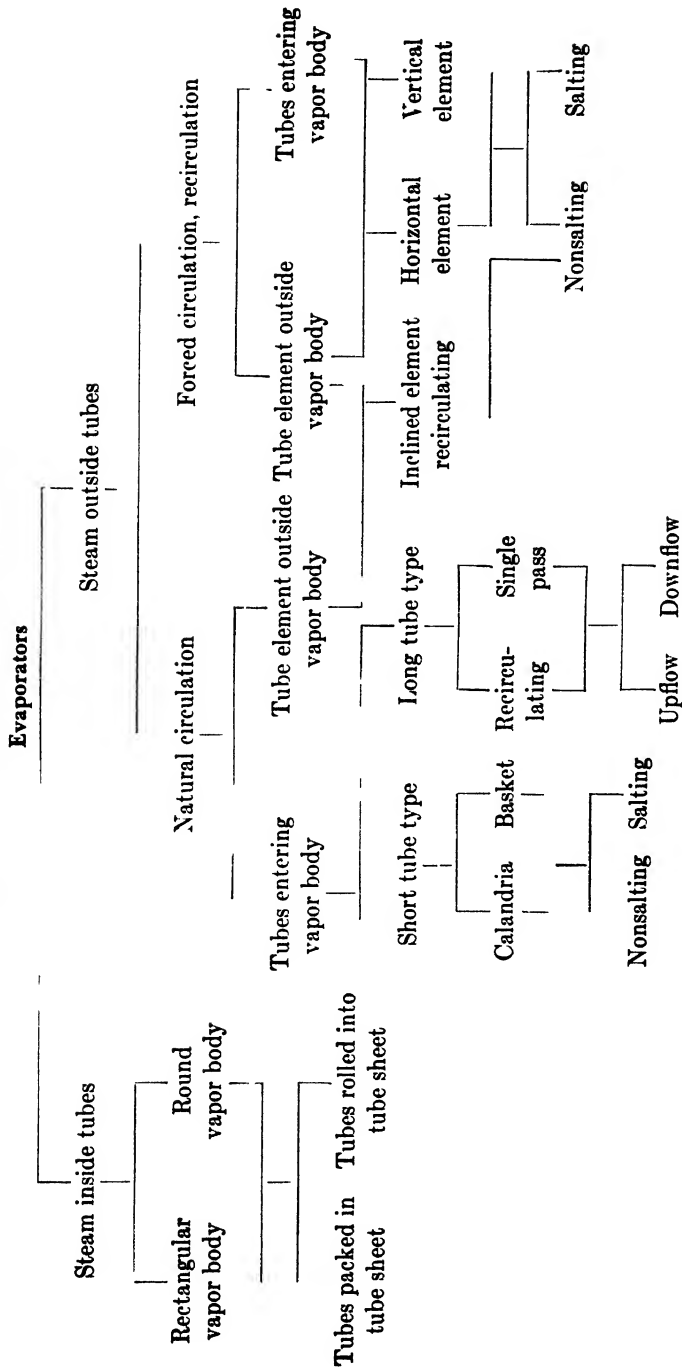 Evaporators
Steam inside tubes
Steam outside tubes
Rectangular
vapor body
Round
vapor body
Natural circulation
Forced circulation, recirculation
Tubes packed in
tube sheet
Tubes rolled into
tube sheet
Tubes entering
vapor body
Tube element outside
vapor body
Tube element outside
vapor body
Tubes entering
vapor body
Short tube type
Long tube type
Inclined element
recirculating
Horizontal
element
Vertical
element
Calandria
Basket
Recircu-
lating
Single
pass
Nonsalting
Salting
Nonsalting
Salting
Upflow
Downflow